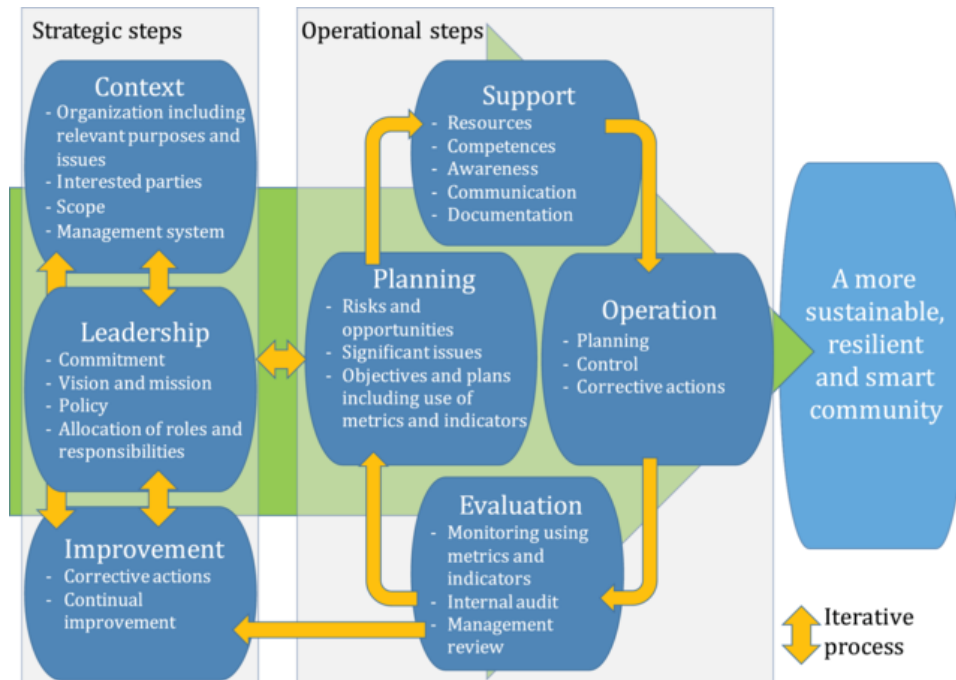 Strategic steps
Context
- Organization including
relevant purposes and
issues
- Interested parties
- Scope
- Management system
Leadership
- Commitment
- Vision and mission
- Policy
- Allocation of roles and
responsibilities
Improvement
- Corrective actions
- Continual
improvement
Operational steps
Support
- Resources
- Competences
- Awareness
- Communication
- Documentation
Planning
- Risks and
opportunities
- Significant issues
- Objectives and plans
including use of
metrics and indicators
Operation
- Planning
- Control
- Corrective actions
Evaluation
- Monitoring using
metrics and
indicators
- Internal audit
- Management
review
A more
sustainable,
resilient
and smart
community
Iterative
process